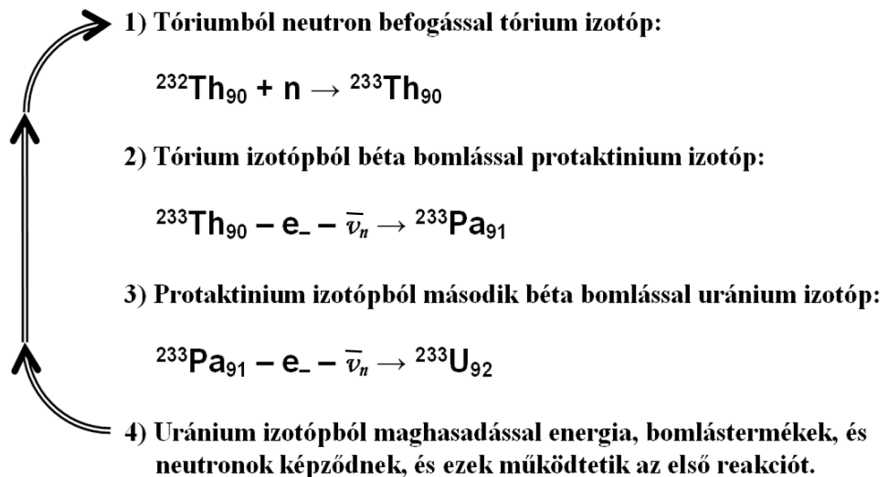 1) Tóriumból neutron befogással tórium izotóp:
²³²Th₉₀ + n → ²³³Th₉₀
2) Tórium izotópból béta bomlással protaktinium izotóp:
²³³Th₉₀ – e₋ – ν̅ₙ → ²³³Pa₉₁
3) Protaktinium izotópból második béta bomlással uránium izotóp:
²³³Pa₉₁ – e₋ – ν̅ₙ → ²³³U₉₂
4) Uránium izotópból maghasadással energia, bomlástermékek, és
neutronok képződnek, és ezek működtetik az első reakciót.